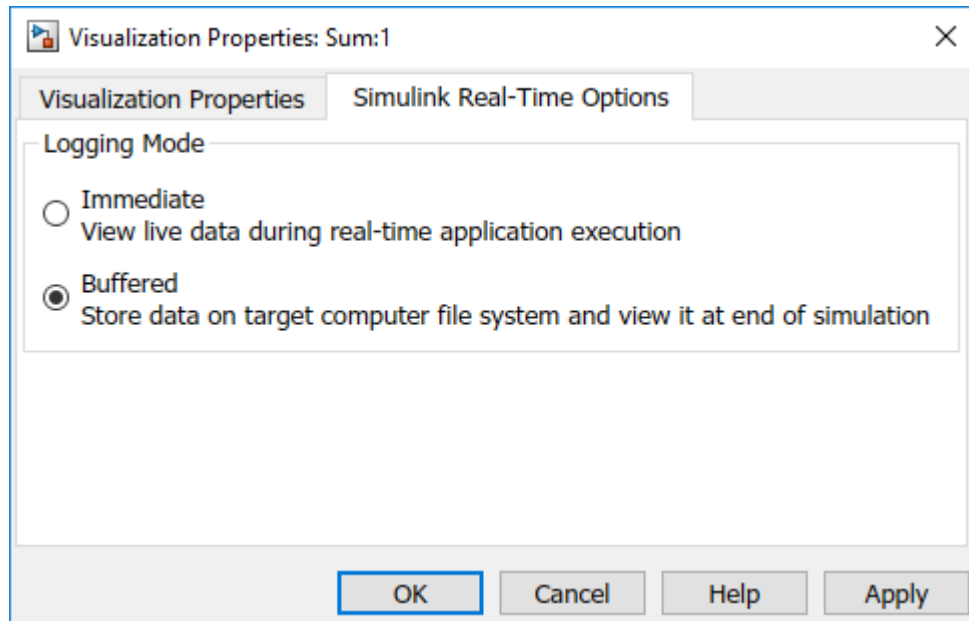 Visualization Properties: Sum:1
Visualization Properties
Simulink Real-Time Options
Logging Mode
Immediate
View live data during real-time application execution
Buffered
Store data on target computer file system and view it at end of simulation
OK
Cancel
Help
Apply